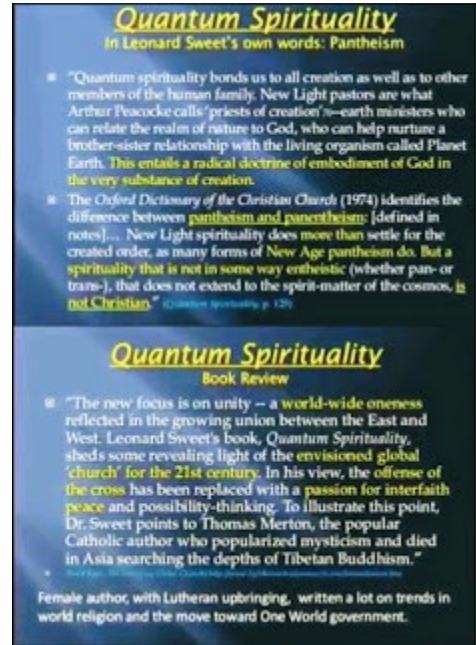 Quantum Spirituality
In Leonard Sweet's own words: Pantheism
"Quantum spirituality bonds us to all creation as well as to other
members of the human family. New Light pastors are what
Arthur Peacocke calls 'priests of creation' —earth ministers who
can relate the realm of nature to God, who can help nurture a
brother-sister relationship with the living organism called Planet
Earth. This entails a radical doctrine of embodiment of God in
the very substance of creation.
The Oxford Dictionary of the Christian Church (1974) identifies the
difference between pantheism and panentheism: [defined in
notes]... New Light spirituality does more than settle for the
created order, as many forms of New Age pantheism do. But a
spirituality that is not in some way entheistic (whether pan- or
trans-), that does not extend to the spirit-matter of the cosmos, is
not Christian." (Quantum Spirituality, p. 125)
Quantum Spirituality
Book Review
"The new focus is on unity -- a world-wide oneness
reflected in the growing union between the East and
West. Leonard Sweet's book, Quantum Spirituality,
sheds some revealing light of the envisioned global
'church' for the 21st century. In his view, the offense of
the cross has been replaced with a passion for interfaith
peace and possibility-thinking. To illustrate this point,
Dr. Sweet points to Thomas Merton, the popular
Catholic author who popularized mysticism and died
in Asia searching the depths of Tibetan Buddhism."
Female author, with Lutheran upbringing, written a lot on trends in
world religion and the move toward One World government.